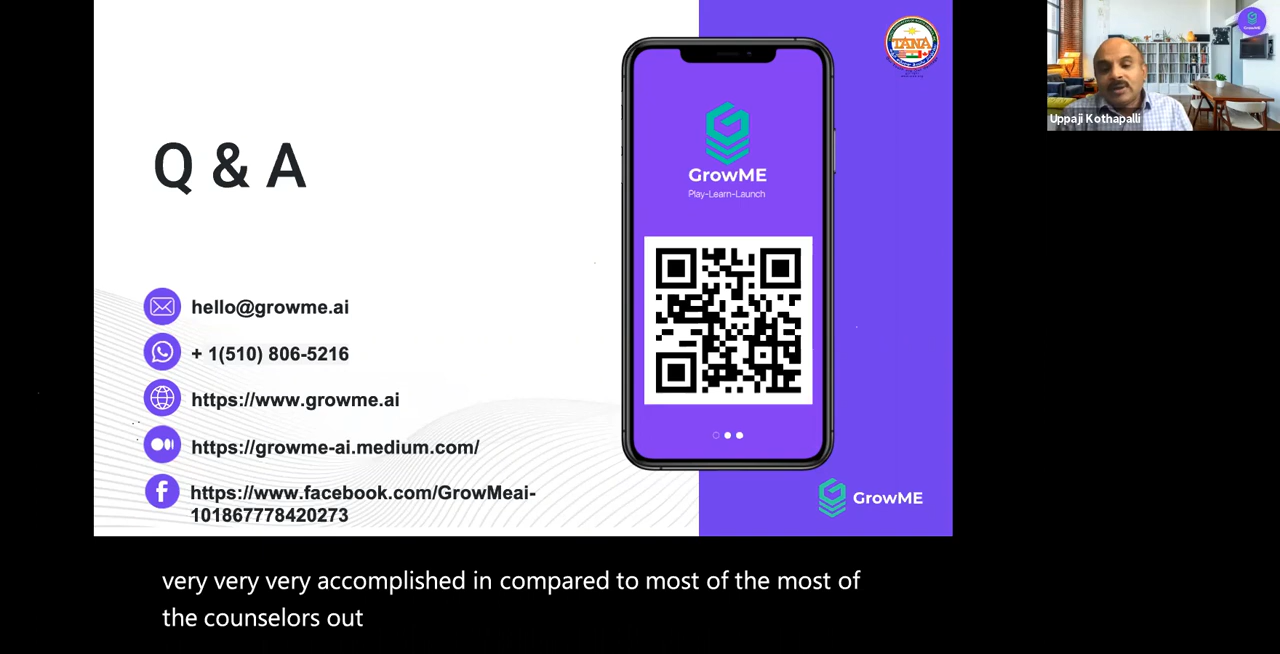 Q & A
hello@growme.ai
+ 1(510) 806-5216
https://www.growme.ai
https://growme-ai.medium.com/
https://www.facebook.com/GrowMeai-
101867778420273
GrowME
Play-Learn-Launch
TANA
GrowME
Uppaji Kothapalli
very very very accomplished in compared to most of the most of
the counselors out